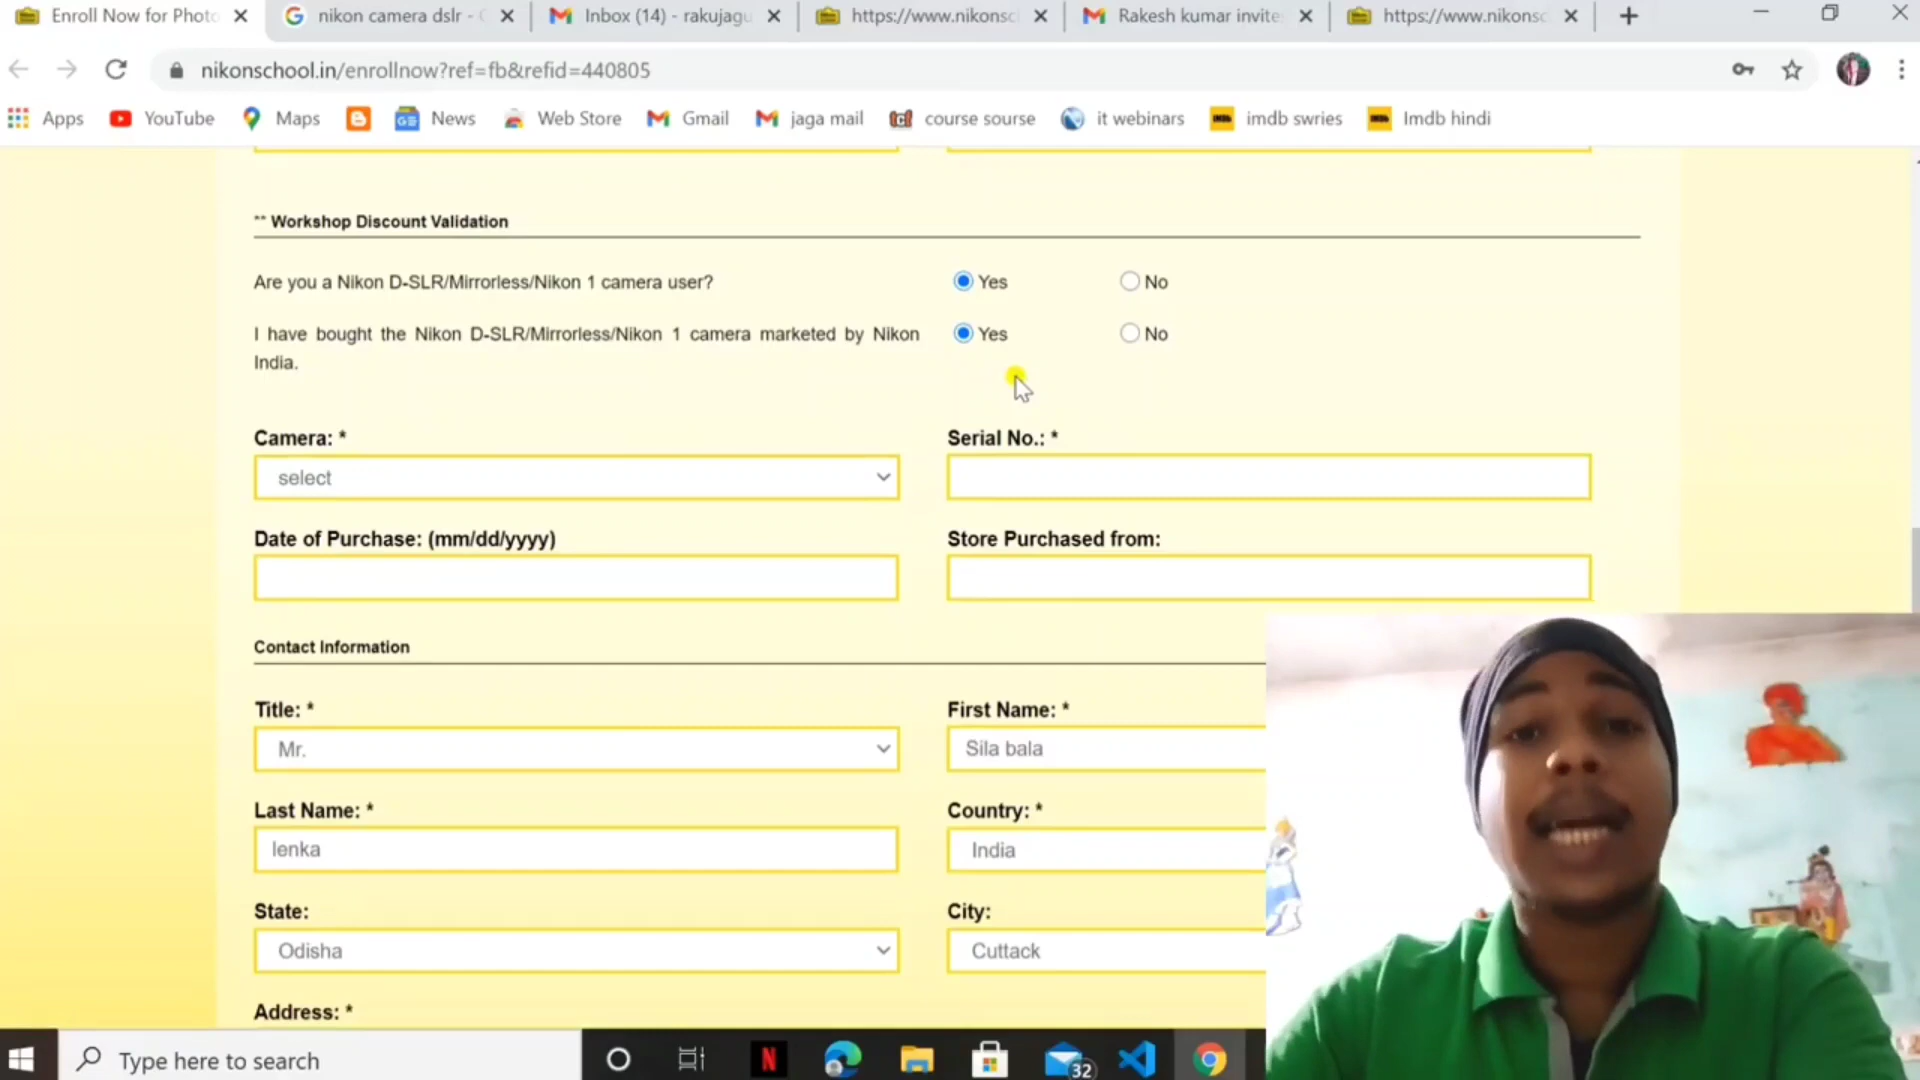 Enroll Now for Photo
nikon camera dslr -
Inbox (14) - rakujagu
https://www.nikonsc
Rakesh kumar invite
https://www.nikonsc
nikonschool.in/enrollnow?ref=fb&refid=440805
Apps
YouTube
Maps
News
Web Store
Gmail
jaga mail
course sourse
it webinars
imdb swries
Imdb hindi
** Workshop Discount Validation
Are you a Nikon D-SLR/Mirrorless/Nikon 1 camera user? Yes No
I have bought the Nikon D-SLR/Mirrorless/Nikon 1 camera marketed by Nikon Yes No
India.
Camera: * Serial No.: *
select
Date of Purchase: (mm/dd/yyyy) Store Purchased from:
Contact Information
Title: * First Name: *
Mr. Sila bala
Last Name: * Country: *
lenka India
State: City:
Odisha Cuttack
Address: *
Type here to search
32